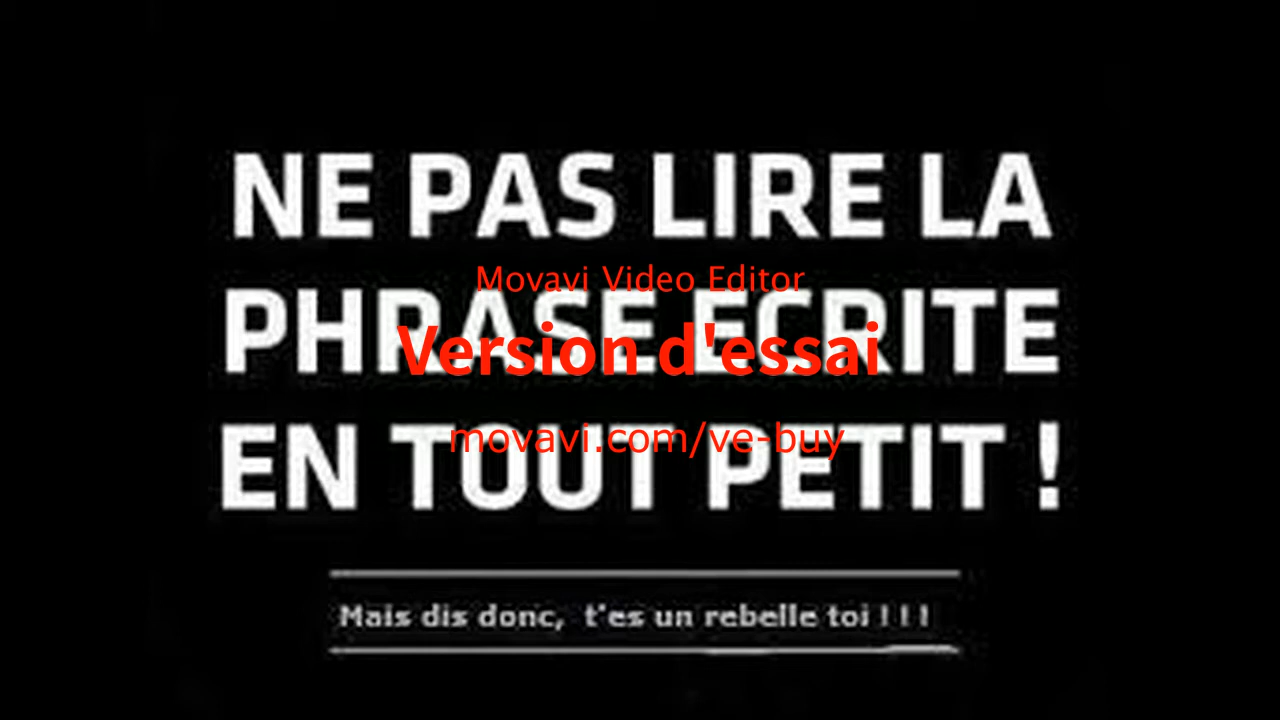 NE PAS LIRE LA
Movavi Video Editor
PHRASE ECRITE
Version d'essai
movavi.com/ve-buy
EN TOUT PETIT !
Mais dis donc, t'es un rebelle toi !!!